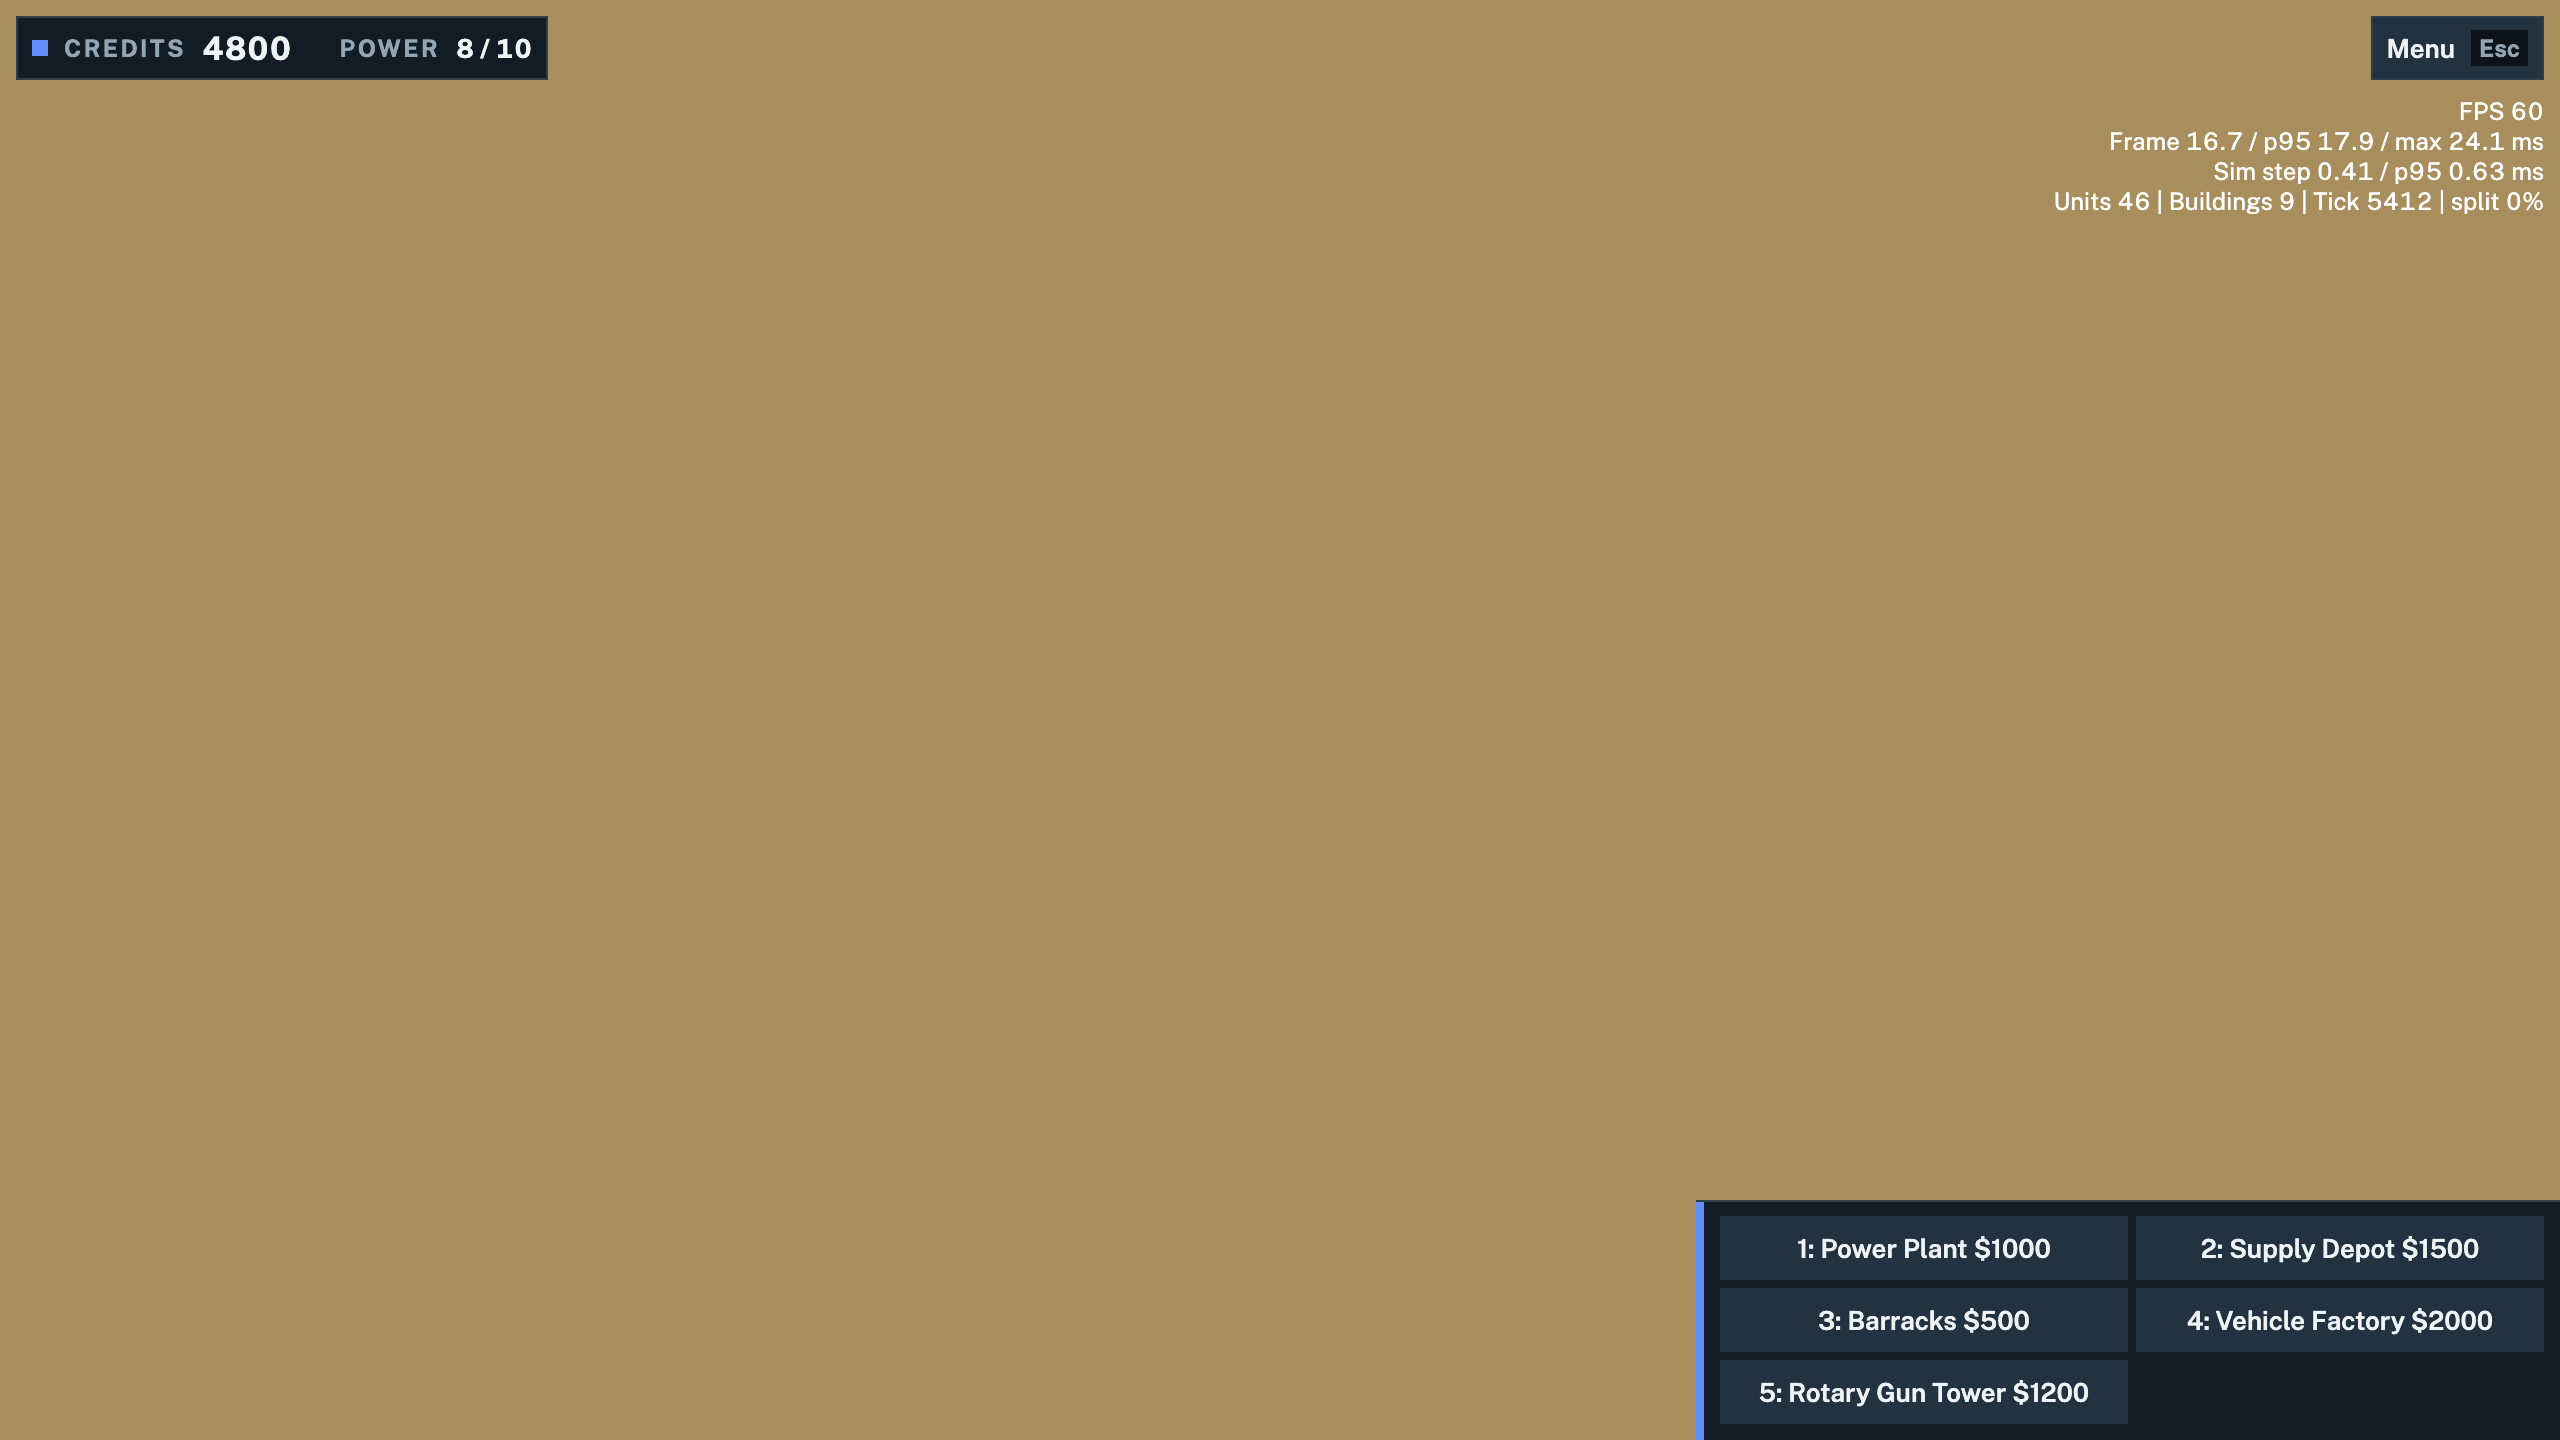 CREDITS 4800 POWER 8 / 10
Menu Esc
FPS 60
Frame 16.7 / p95 17.9 / max 24.1 ms
Sim step 0.41 / p95 0.63 ms
Units 46 | Buildings 9 | Tick 5412 | split 0%
1: Power Plant $1000
2: Supply Depot $1500
3: Barracks $500
4: Vehicle Factory $2000
5: Rotary Gun Tower $1200